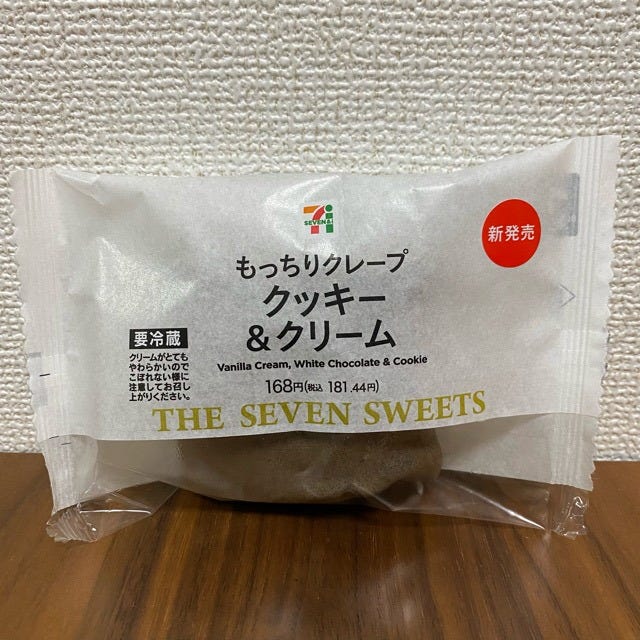 SEVEN&i
新発売
もっちりクレープ
クッキー
&クリーム
Vanilla Cream, White Chocolate & Cookie
168円(税込 181.44円)
要冷蔵
クリームがとても
やわらかいので
こぼれない様に
注意してお召し
上がりください。
THE SEVEN SWEETS